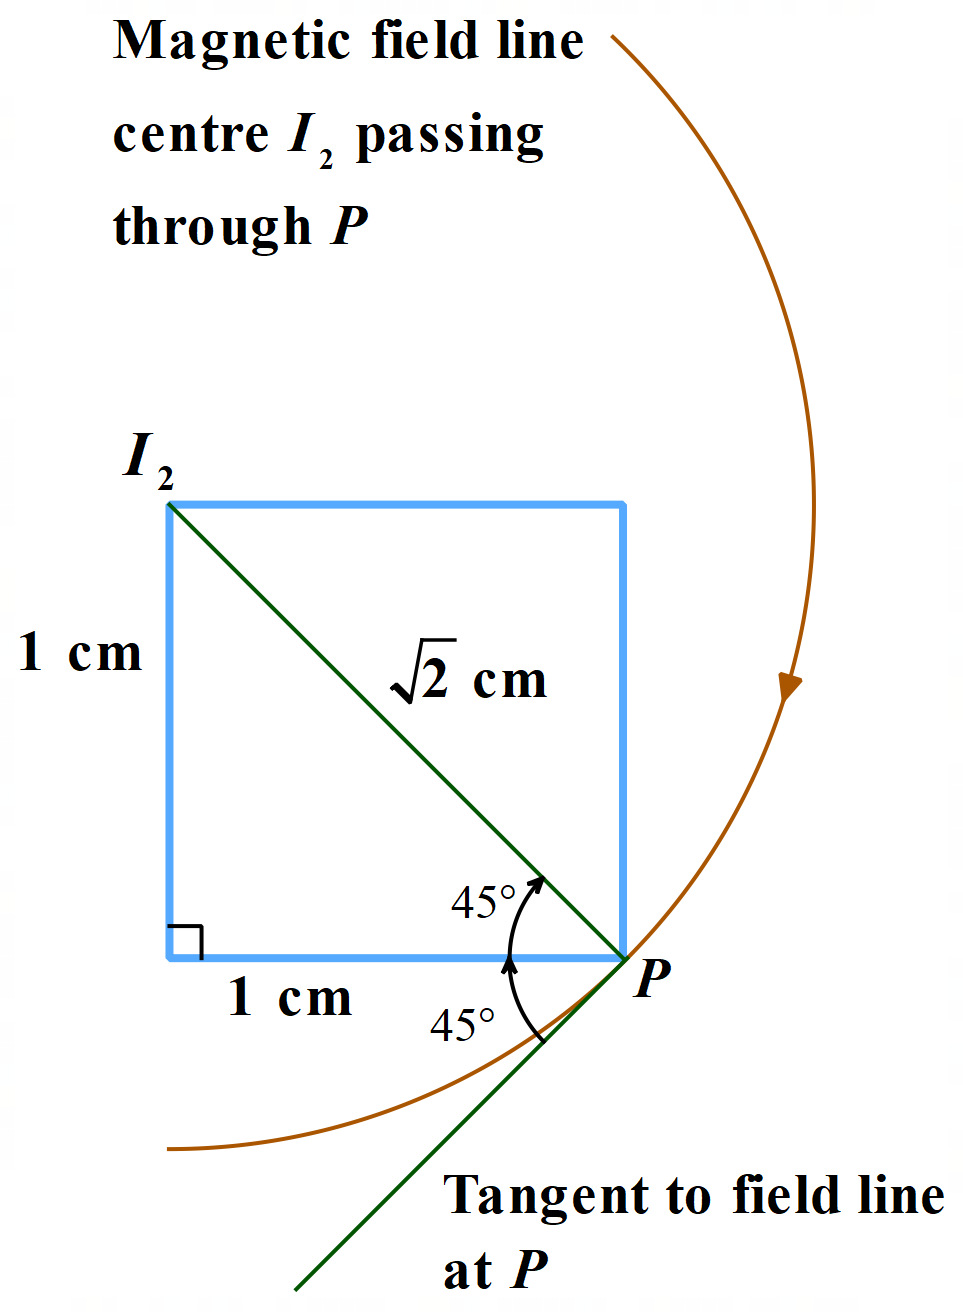 Magnetic field line
centre I₂ passing
through P
I₂
1 cm
√2 cm
45°
P
1 cm
45°
Tangent to field line
at P